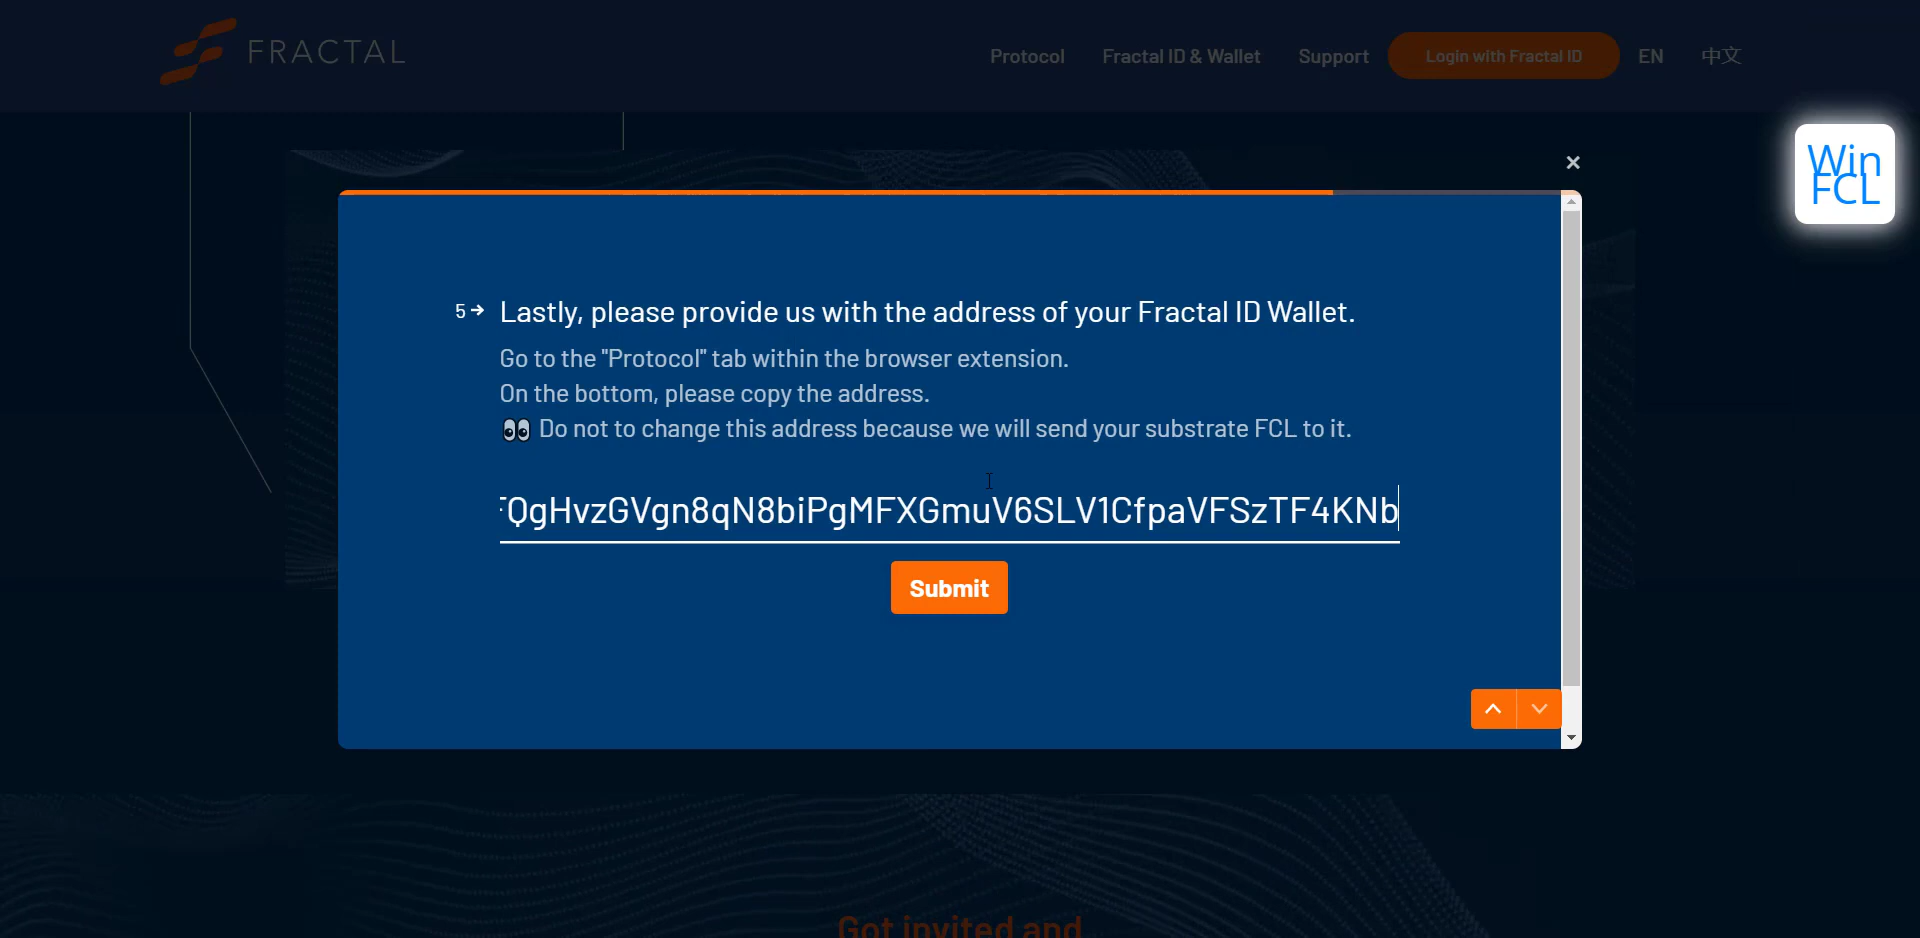 FRACTAL
Protocol
Fractal ID & Wallet
Support
Login with Fractal ID
EN
中文
Win
FCL
×
5
Lastly, please provide us with the address of your Fractal ID Wallet.
Go to the "Protocol" tab within the browser extension.
On the bottom, please copy the address.
👀 Do not to change this address because we will send your substrate FCL to it.
QgHvzGVgn8qN8biPgMFXGmuV6SLV1CfpaVFSzTF4KNb
Submit
Got invited and